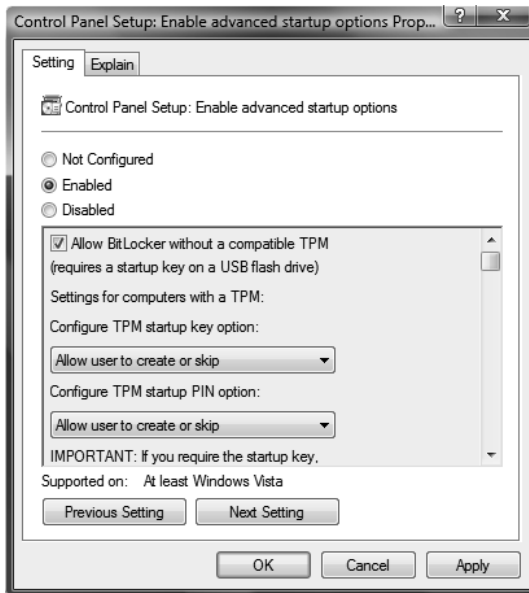 Control Panel Setup: Enable advanced startup options Prop...
Setting
Explain
Control Panel Setup: Enable advanced startup options
Not Configured
Enabled
Disabled
Allow BitLocker without a compatible TPM
(requires a startup key on a USB flash drive)
Settings for computers with a TPM:
Configure TPM startup key option:
Allow user to create or skip
Configure TPM startup PIN option:
Allow user to create or skip
IMPORTANT: If you require the startup key,
Supported on: At least Windows Vista
Previous Setting
Next Setting
OK
Cancel
Apply